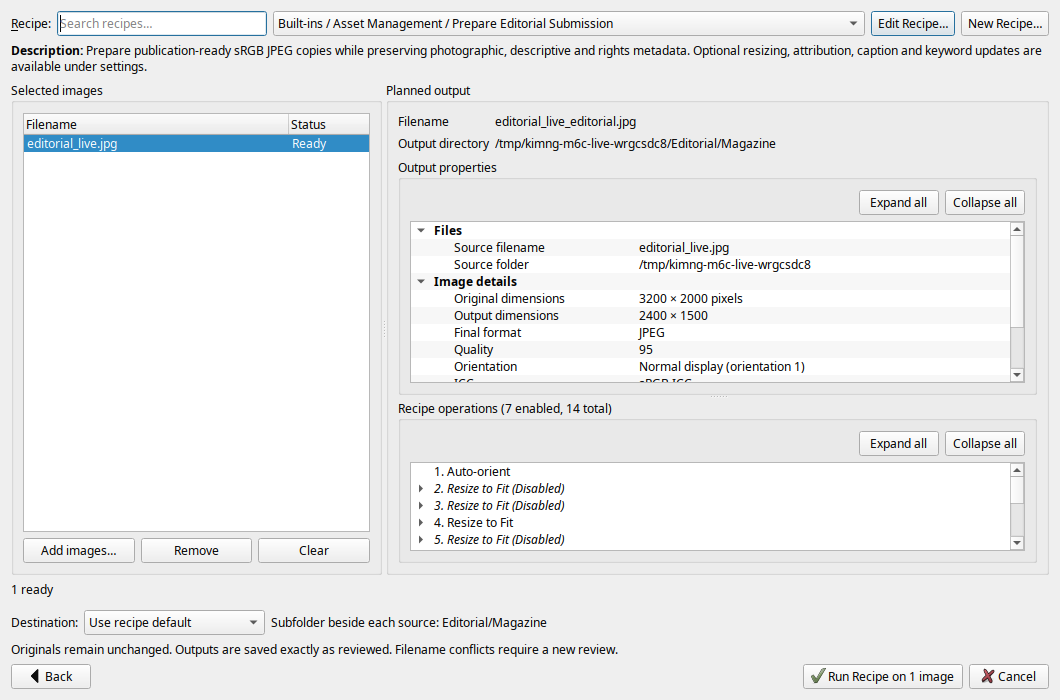 Recipe: Search recipes... Built-ins / Asset Management / Prepare Editorial Submission Edit Recipe... New Recipe...
Description: Prepare publication-ready sRGB JPEG copies while preserving photographic, descriptive and rights metadata. Optional resizing, attribution, caption and keyword updates are
available under settings.
Selected images
Filename Status
editorial_live.jpg Ready
Add images... Remove Clear
Planned output
Filename editorial_live_editorial.jpg
Output directory /tmp/kimng-m6c-live-wrgcsdc8/Editorial/Magazine
Output properties
Expand all Collapse all
Files
Source filename editorial_live.jpg
Source folder /tmp/kimng-m6c-live-wrgcsdc8
Image details
Original dimensions 3200 × 2000 pixels
Output dimensions 2400 × 1500
Final format JPEG
Quality 95
Orientation Normal display (orientation 1)
ICC sRGB ICC
Recipe operations (7 enabled, 14 total)
Expand all Collapse all
1. Auto-orient
2. Resize to Fit (Disabled)
3. Resize to Fit (Disabled)
4. Resize to Fit
5. Resize to Fit (Disabled)
1 ready
Destination: Use recipe default Subfolder beside each source: Editorial/Magazine
Originals remain unchanged. Outputs are saved exactly as reviewed. Filename conflicts require a new review.
Back Run Recipe on 1 image Cancel